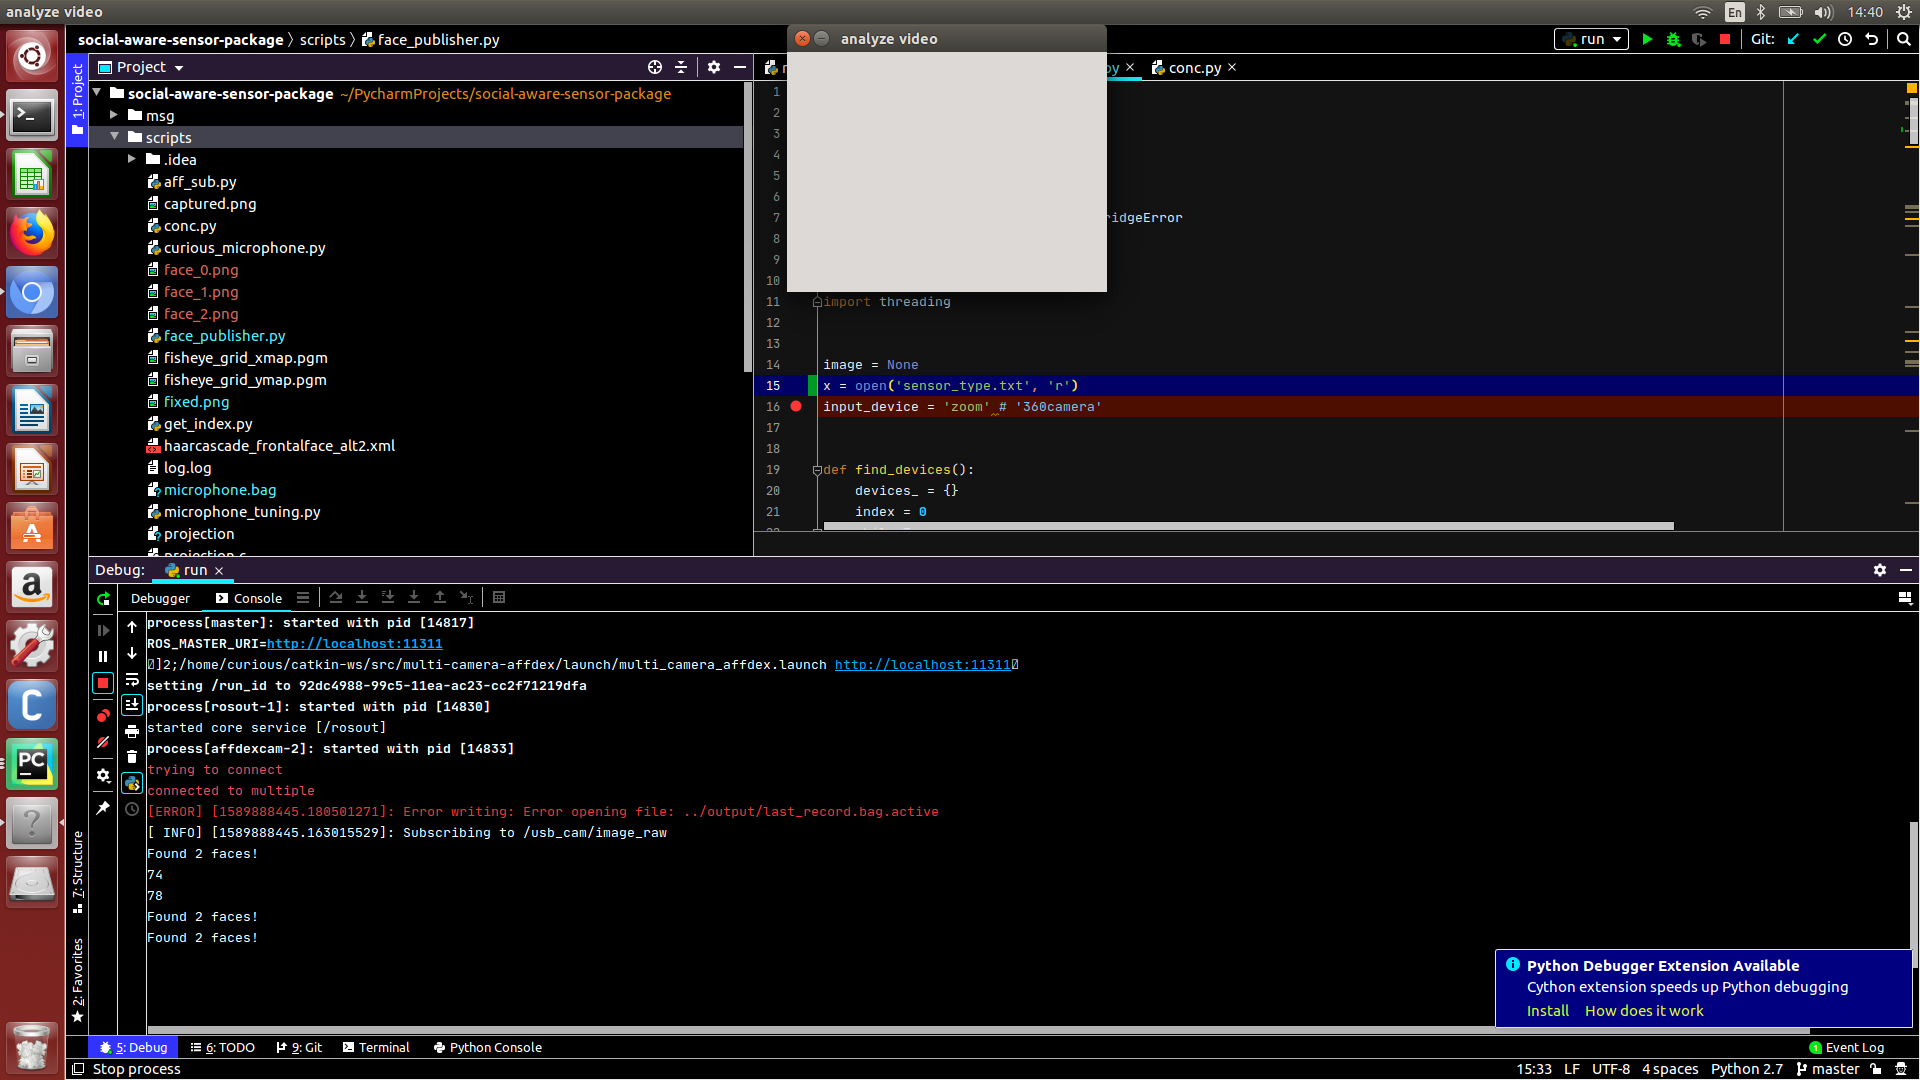 analyze video
En
14:40
social-aware-sensor-package
scripts
face_publisher.py
analyze video
run
Git:
1: Project
Project
py
conc.py
social-aware-sensor-package ~/PycharmProjects/social-aware-sensor-package
msg
scripts
.idea
aff_sub.py
captured.png
conc.py
curious_microphone.py
face_0.png
face_1.png
face_2.png
face_publisher.py
fisheye_grid_xmap.pgm
fisheye_grid_ymap.pgm
fixed.png
get_index.py
haarcascade_frontalface_alt2.xml
log.log
microphone.bag
microphone_tuning.py
projection
projection.c
1
2
3
4
5
6
7 ridgeError
8
9
10
11 import threading
12
13
14 image = None
15 x = open('sensor_type.txt', 'r')
16 input_device = 'zoom' # '360camera'
17
18
19 def find_devices():
20 devices_ = {}
21 index = 0
Debug:
run
Debugger
Console
process[master]: started with pid [14817]
ROS_MASTER_URI=http://localhost:11311
]2;/home/curious/catkin-ws/src/multi-camera-affdex/launch/multi_camera_affdex.launch http://localhost:11311
setting /run_id to 92dc4988-99c5-11ea-ac23-cc2f71219dfa
process[rosout-1]: started with pid [14830]
started core service [/rosout]
process[affdexcam-2]: started with pid [14833]
trying to connect
connected to multiple
[ERROR] [1589888445.180501271]: Error writing: Error opening file: ../output/last_record.bag.active
[ INFO] [1589888445.163015529]: Subscribing to /usb_cam/image_raw
Found 2 faces!
74
78
Found 2 faces!
Found 2 faces!
7: Structure
2: Favorites
Python Debugger Extension Available
Cython extension speeds up Python debugging
Install
How does it work
5: Debug
6: TODO
9: Git
Terminal
Python Console
1 Event Log
Stop process
15:33
LF
UTF-8
4 spaces
Python 2.7
master